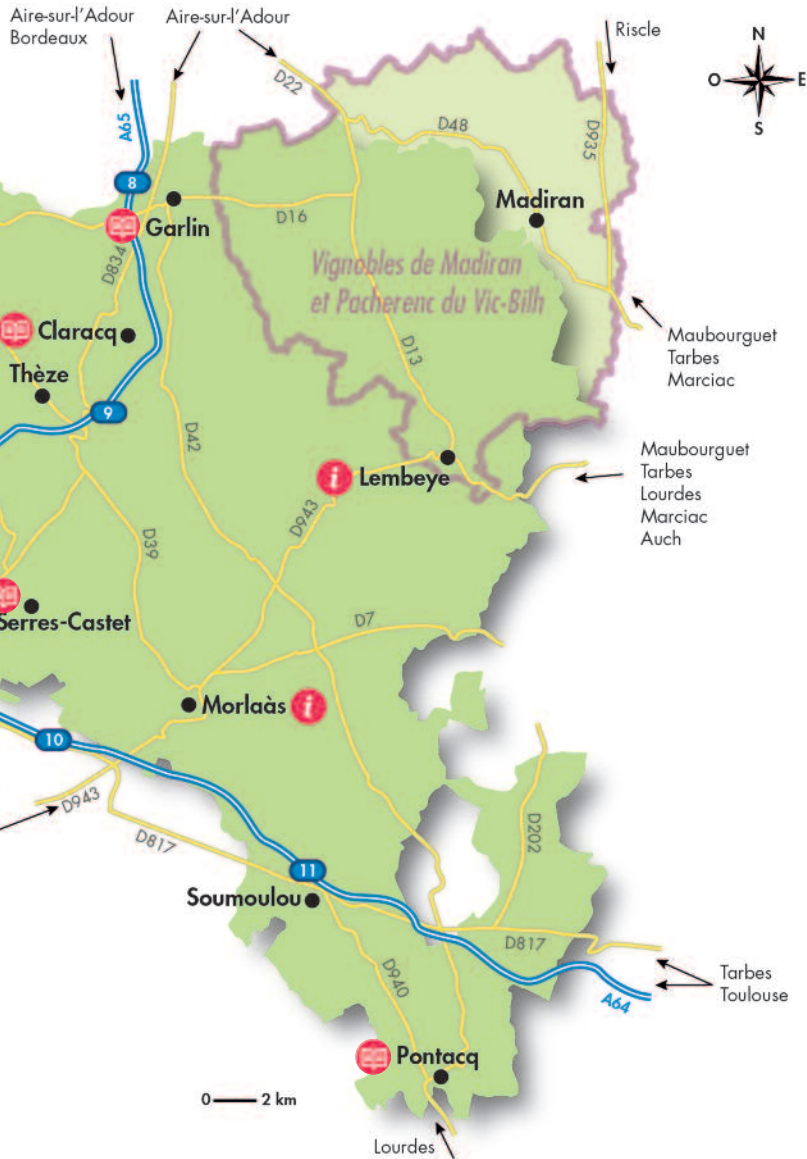 Aire-sur-l’Adour
Bordeaux
Aire-sur-l’Adour
Riscle
N
O
E
S
D22
A65
D48
D935
8
Madiran
D16
Garlin
D834
Vignobles de Madiran
et Pacherenc du Vic-Bilh
Claracq
Maubourguet
Tarbes
Marciac
Thèze
D13
9
D42
Maubourguet
Tarbes
Lourdes
Marciac
Auch
i
Lembeye
D943
D39
Serres-Castet
D7
Morlaàs
i
10
D943
D817
D202
11
Soumoulou
D817
D940
A64
Tarbes
Toulouse
Pontacq
0
2 km
Lourdes